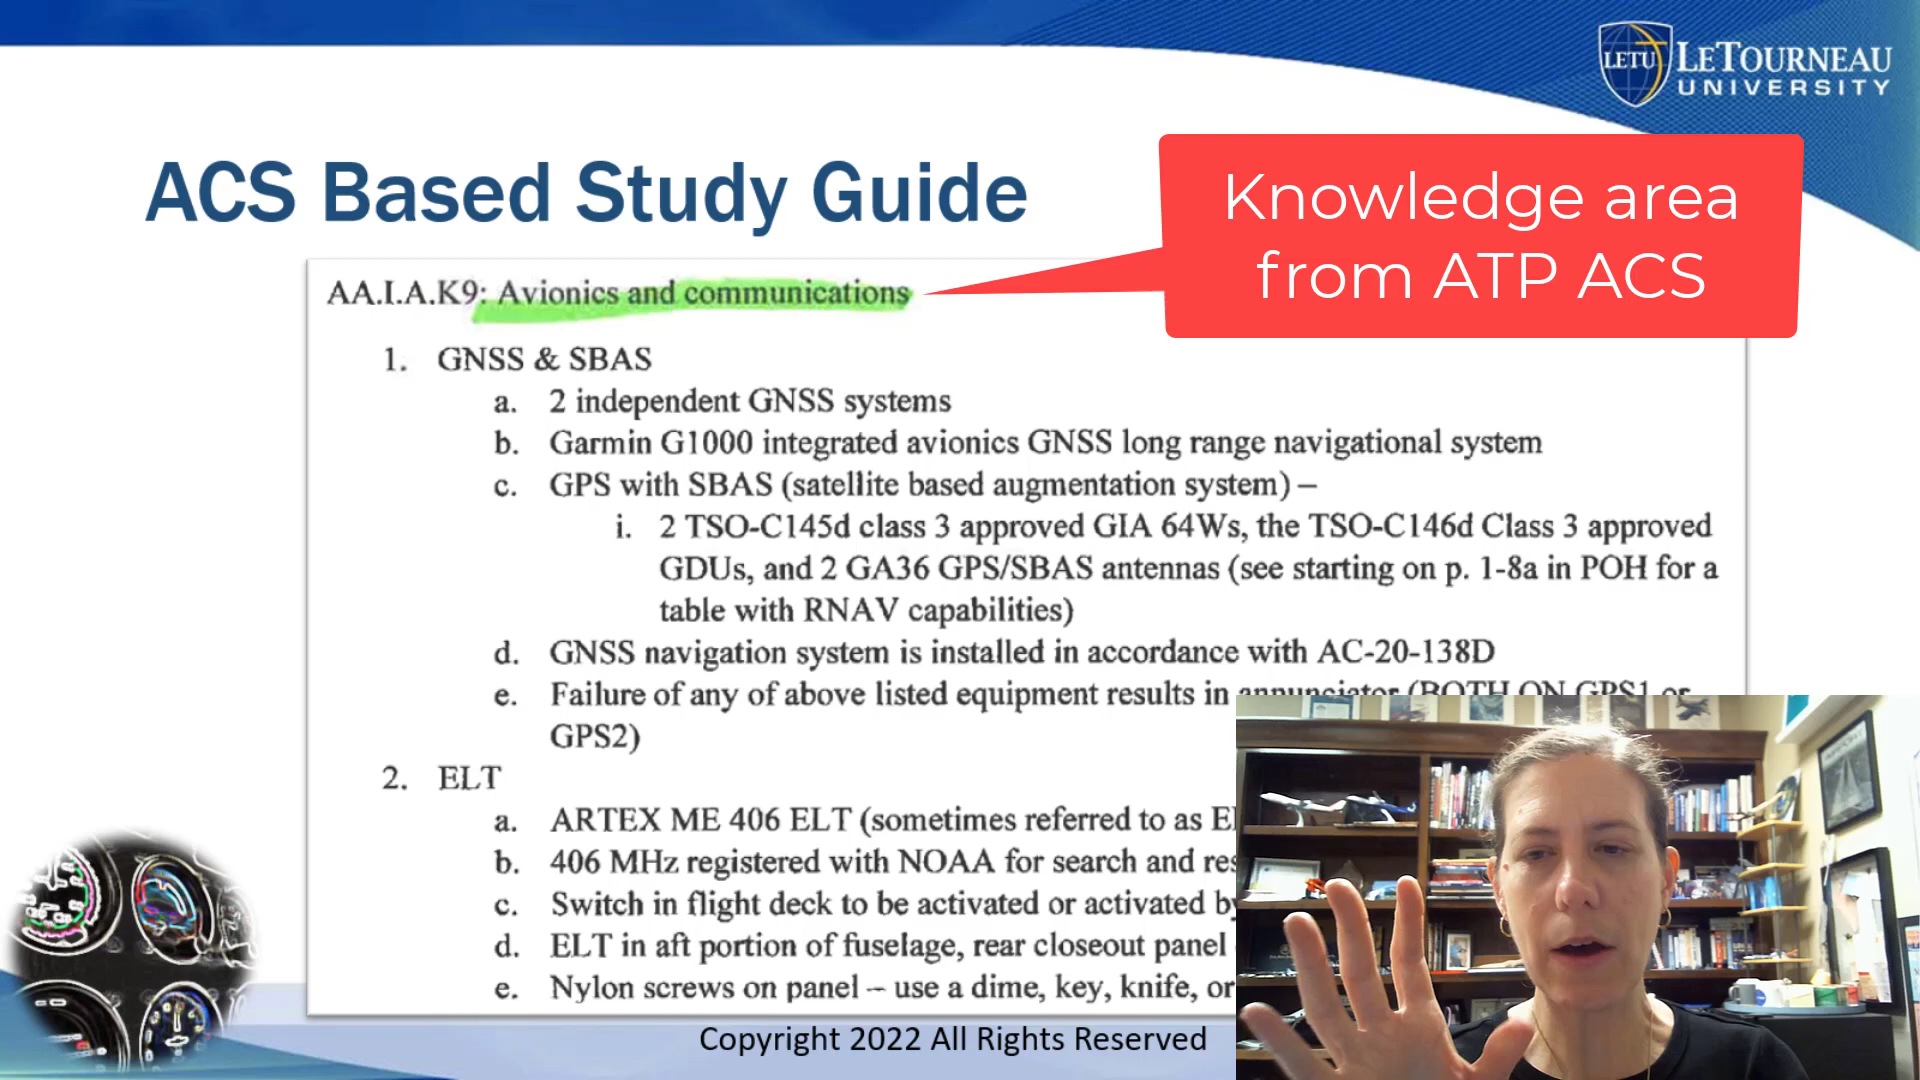 LETU
LETOURNEAU
UNIVERSITY
ACS Based Study Guide
Knowledge area
from ATP ACS
AA.I.A.K9: Avionics and communications
1. GNSS & SBAS
a. 2 independent GNSS systems
b. Garmin G1000 integrated avionics GNSS long range navigational system
c. GPS with SBAS (satellite based augmentation system) –
i. 2 TSO-C145d class 3 approved GIA 64Ws, the TSO-C146d Class 3 approved
GDUs, and 2 GA36 GPS/SBAS antennas (see starting on p. 1-8a in POH for a
table with RNAV capabilities)
d. GNSS navigation system is installed in accordance with AC-20-138D
e. Failure of any of above listed equipment results in annunciator (BOTH ON GPS1 or
GPS2)
2. ELT
a. ARTEX ME 406 ELT (sometimes referred to as
b. 406 MHz registered with NOAA for search and
c. Switch in flight deck to be activated or activated
d. ELT in aft portion of fuselage, rear closeout panel
e. Nylon screws on panel – use a dime, key, knife, or
Copyright 2022 All Rights Reserved